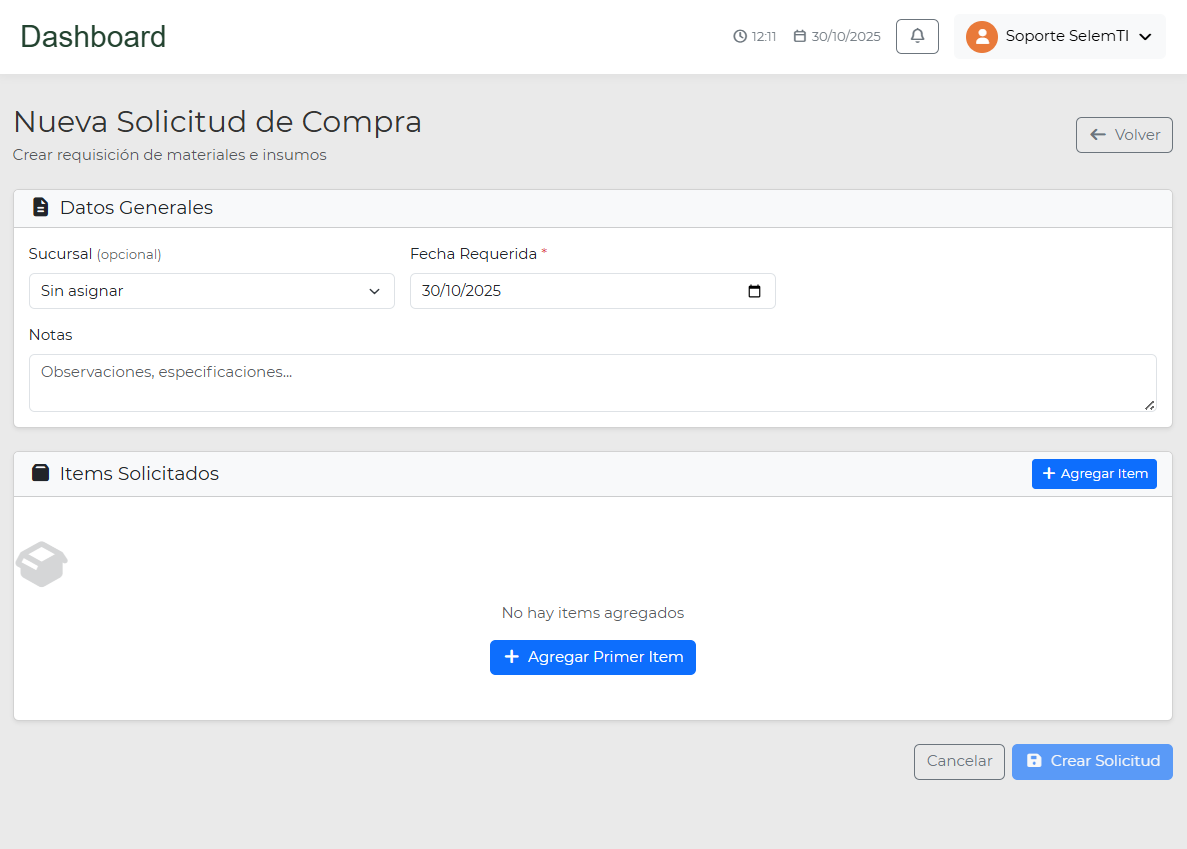 Dashboard
12:11
30/10/2025
Soporte SelemTI
Nueva Solicitud de Compra
Crear requisición de materiales e insumos
Volver
Datos Generales
Sucursal (opcional)
Fecha Requerida *
Sin asignar
30/10/2025
Notas
Observaciones, especificaciones...
Items Solicitados
Agregar Item
No hay items agregados
Agregar Primer Item
Cancelar
Crear Solicitud